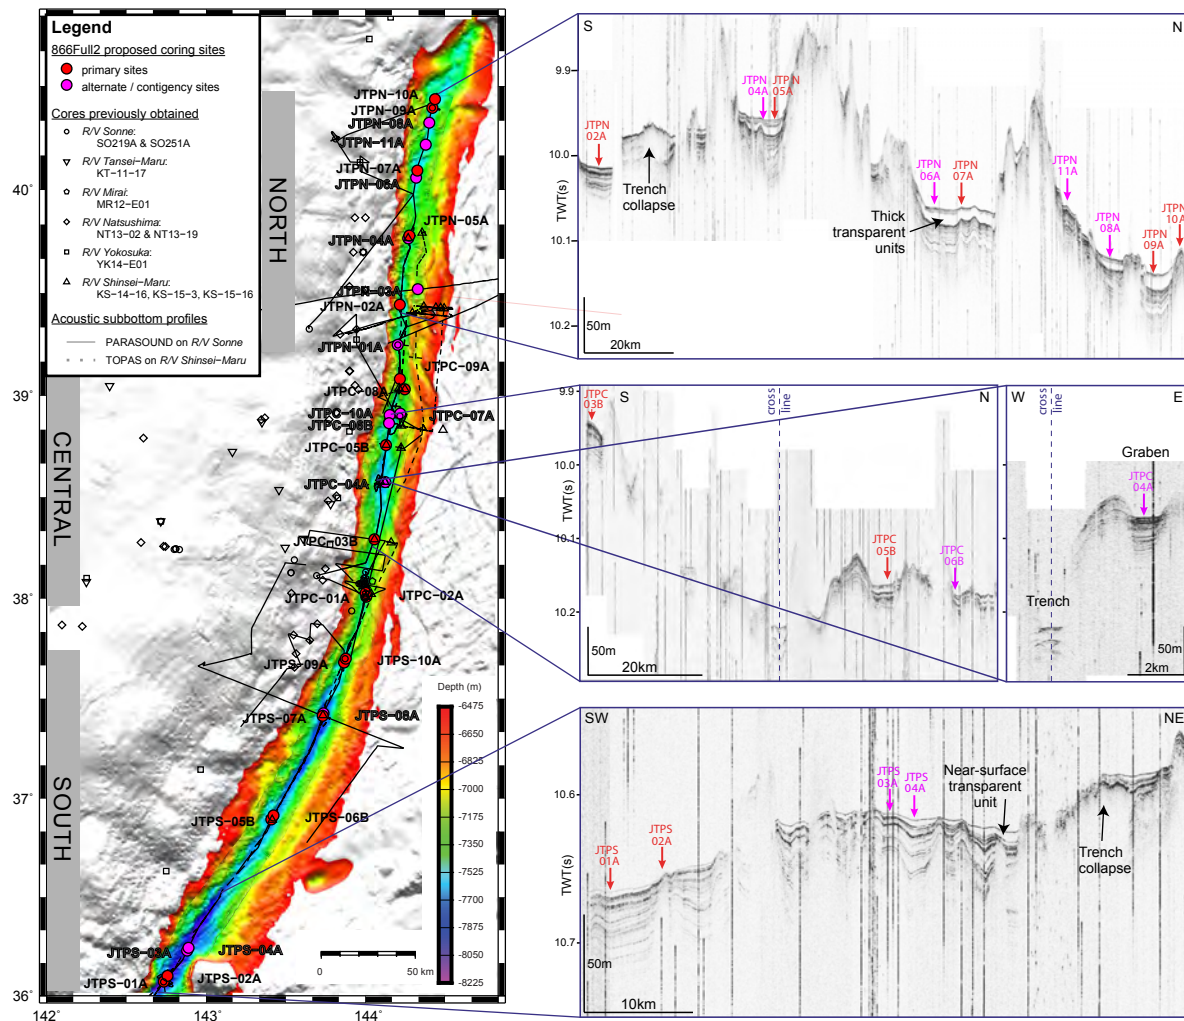 Legend
866Full2 proposed coring sites
primary sites
alternate / contigency sites
Cores previously obtained
R/V Sonne:
SO219A & SO251A
R/V Tansei-Maru:
KT-11-17
R/V Mirai:
MR12-E01
R/V Natsushima:
NT13-02 & NT13-19
R/V Yokosuka:
YK14-E01
R/V Shinsei-Maru:
KS-14-16, KS-15-3, KS-15-16
Acoustic subbottom profiles
PARASOUND on R/V Sonne
TOPAS on R/V Shinsei-Maru
NORTH
CENTRAL
SOUTH
40°
39°
38°
37°
36°
142°
143°
144°
JTPN-10A
JTPN-09A
JTPN-08A
JTPN-11A
JTPN-07A
JTPN-06A
JTPN-05A
JTPN-04A
JTPN-03A
JTPN-02A
JTPN-01A
JTPC-09A
JTPC-08A
JTPC-10A
JTPC-07A
JTPC-06B
JTPC-05B
JTPC-04A
JTPC-03B
JTPC-01A
JTPC-02A
JTPS-09A
JTPS-10A
JTPS-07A
JTPS-08A
JTPS-05B
JTPS-06B
JTPS-03A
JTPS-04A
JTPS-01A
JTPS-02A
Depth (m)
-6475
-6650
-6825
-7000
-7175
-7350
-7525
-7700
-7875
-8050
-8225
0
50 km
S
N
9.9
10.0
10.1
10.2
TWT(s)
JTPN
02A
Trench
collapse
JTPN
04A
JTPN
05A
JTPN
06A
JTPN
07A
Thick
transparent
units
JTPN
11A
JTPN
08A
JTPN
09A
JTPN
10A
50m
20km
S
N
9.9
10.0
10.1
10.2
TWT(s)
JTPC
03B
cross
line
JTPC
05B
JTPC
06B
50m
20km
W
E
cross
line
Graben
JTPC
04A
Trench
50m
2km
SW
NE
10.6
10.7
TWT(s)
JTPS
01A
JTPS
02A
JTPS
03A
JTPS
04A
Near-surface
transparent
unit
Trench
collapse
50m
10km